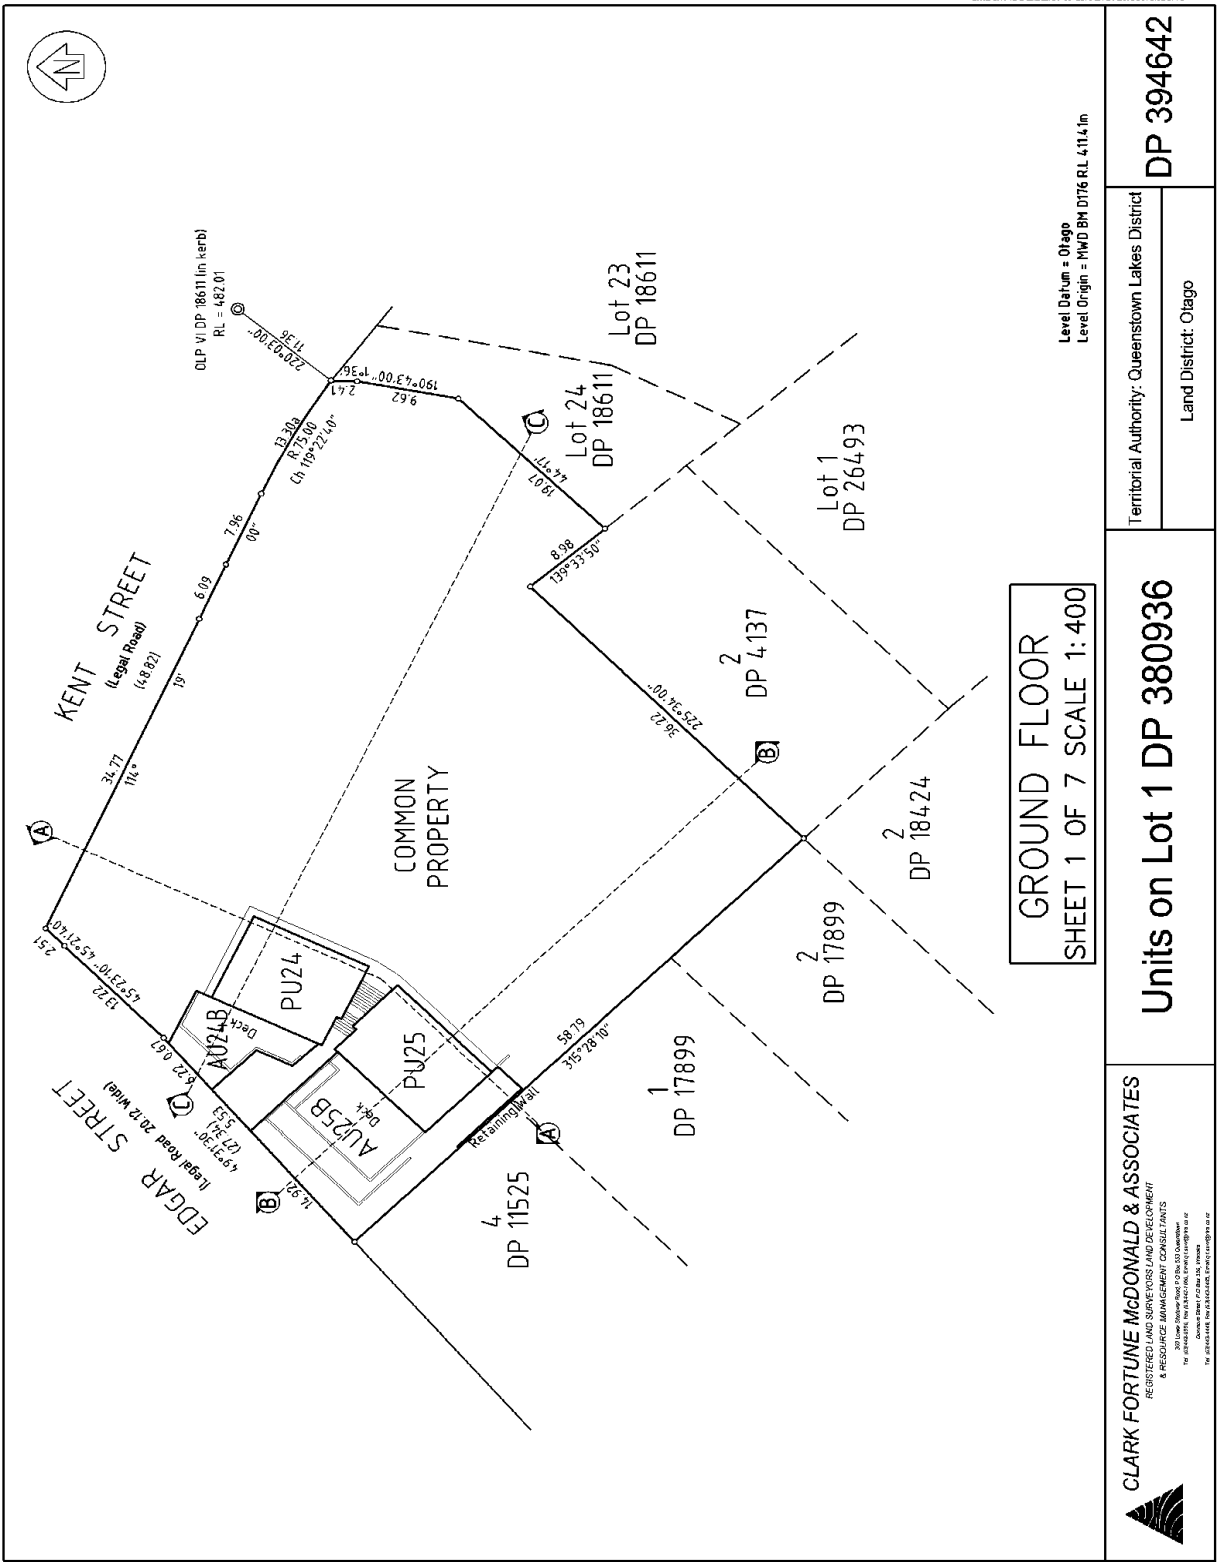 N
OLP VI DP 18611 (in kerb)
RL = 482.01
220°03'00"
11.36
KENT STREET
(Legal Road)
(48.82)
34.77
114°
19'
6.09
7.96
00"
13.30a
R.75.00
Ch 119°22'40"
2.41
1°36'
190°43'00"
9.62
44°17'
19.07
8.98
139°33'50"
225°34'00"
36.22
58.79
315°28'10"
2.51
45°21'40"
45°23'10"
13.22
0.67
6.22
EDGAR STREET
(Legal Road 20.12 Wide)
49°31'30"
(27.34)
5.53
14.92
A
A
B
B
C
C
COMMON
PROPERTY
PU24
AU24B
Deck
PU25
AU25B
Deck
Retaining Wall
Lot 23
DP 18611
Lot 24
DP 18611
Lot 1
DP 26493
2
DP 4137
2
DP 18424
2
DP 17899
1
DP 17899
4
DP 11525
Level Datum = Otago
Level Origin = MWD BM D176 R.L 411.41m
GROUND FLOOR
SHEET 1 OF 7 SCALE 1:400
CLARK FORTUNE McDONALD & ASSOCIATES
REGISTERED LAND SURVEYORS LAND DEVELOPMENT
& RESOURCE MANAGEMENT CONSULTANTS
Units on Lot 1 DP 380936
Territorial Authority: Queenstown Lakes District
Land District: Otago
DP 394642